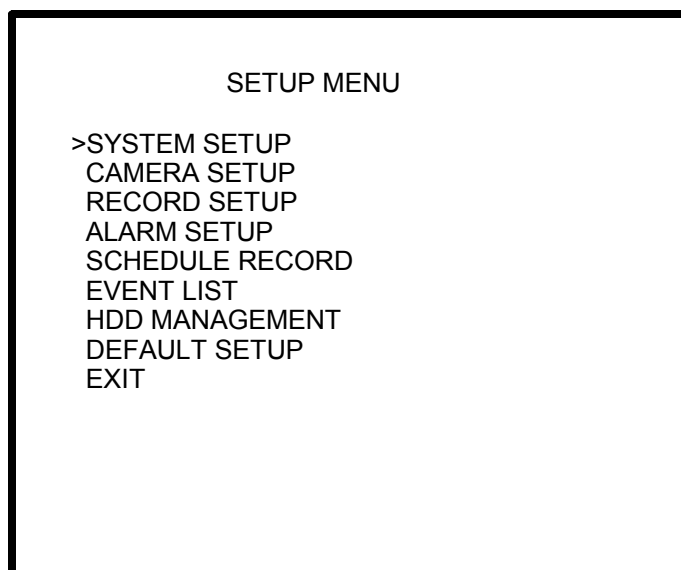 SETUP MENU
>SYSTEM SETUP
CAMERA SETUP
RECORD SETUP
ALARM SETUP
SCHEDULE RECORD
EVENT LIST
HDD MANAGEMENT
DEFAULT SETUP
EXIT